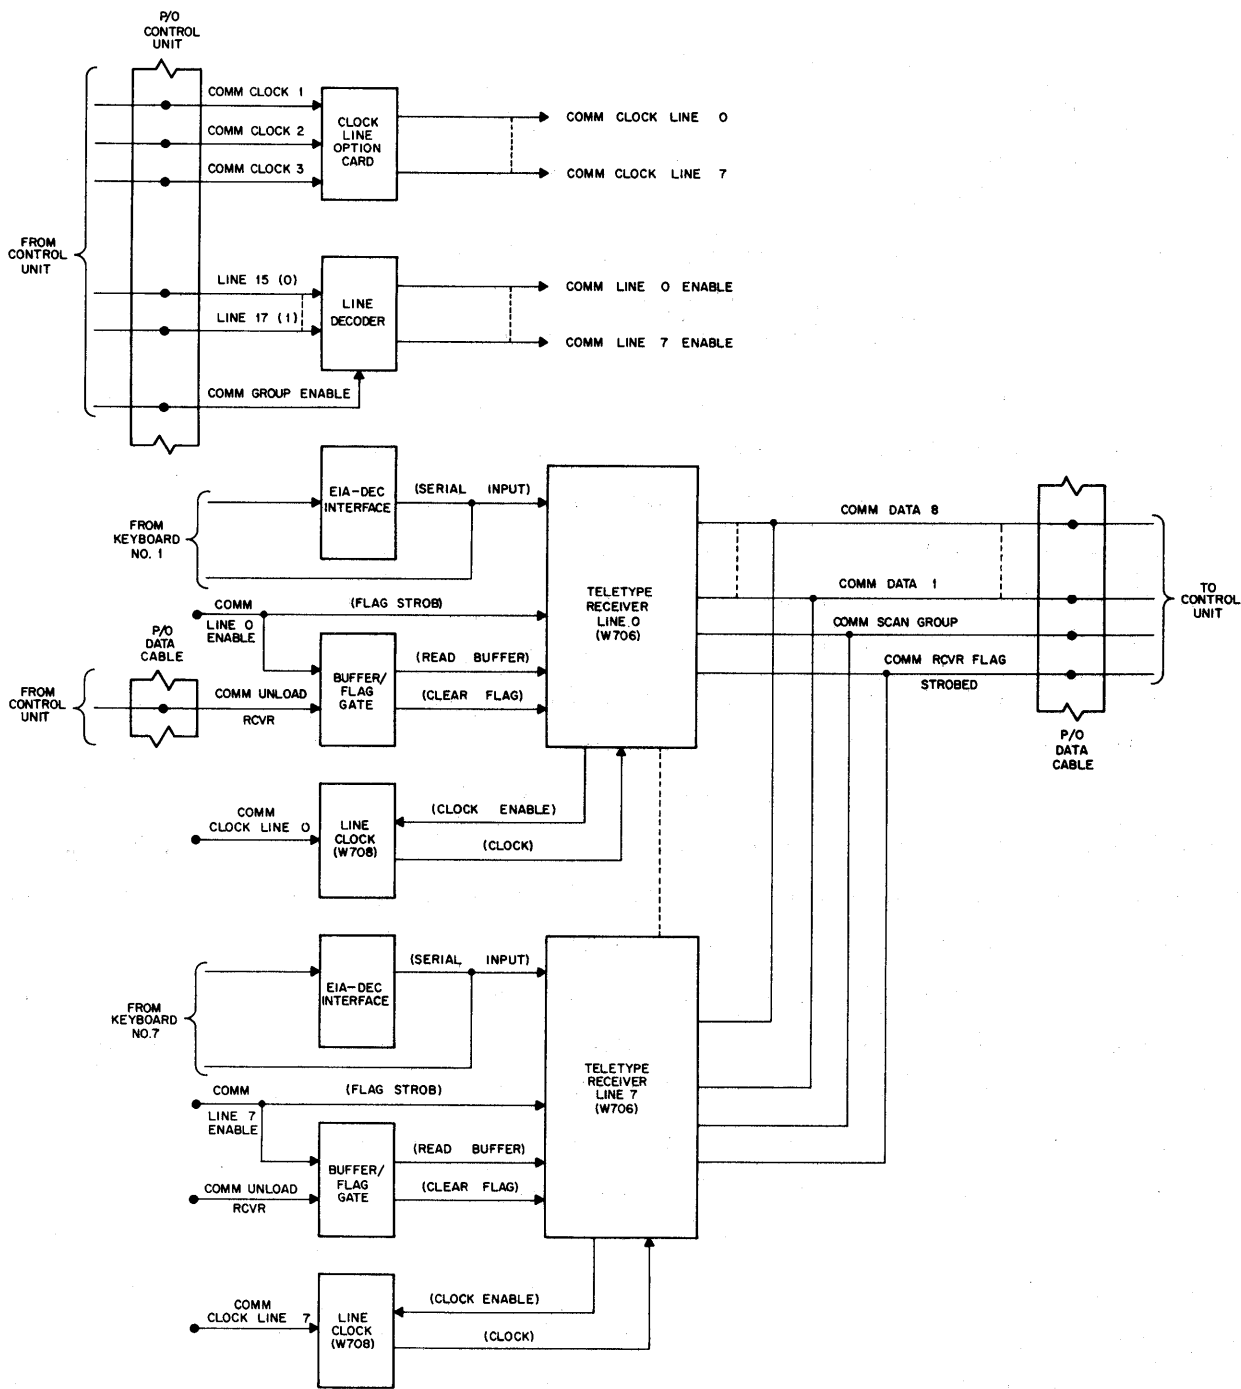 P/O
CONTROL
UNIT
COMM CLOCK 1
COMM CLOCK 2
COMM CLOCK 3
CLOCK
LINE
OPTION
CARD
COMM CLOCK LINE 0
COMM CLOCK LINE 7
FROM
CONTROL
UNIT
LINE 15 (0)
LINE 17 (1)
COMM GROUP ENABLE
LINE
DECODER
COMM LINE 0 ENABLE
COMM LINE 7 ENABLE
FROM
KEYBOARD
NO. 1
EIA-DEC
INTERFACE
(SERIAL INPUT)
COMM
LINE 0
ENABLE
(FLAG STROB)
P/O
DATA
CABLE
FROM
CONTROL
UNIT
COMM UNLOAD
RCVR
BUFFER/
FLAG
GATE
(READ BUFFER)
(CLEAR FLAG)
TELETYPE
RECEIVER
LINE 0
(W706)
COMM DATA 8
COMM DATA 1
COMM SCAN GROUP
COMM RCVR FLAG
STROBED
TO
CONTROL
UNIT
P/O
DATA
CABLE
COMM
CLOCK LINE 0
LINE
CLOCK
(W708)
(CLOCK ENABLE)
(CLOCK)
FROM
KEYBOARD
NO.7
EIA-DEC
INTERFACE
(SERIAL INPUT)
COMM
LINE 7
ENABLE
(FLAG STROB)
COMM UNLOAD
RCVR
BUFFER/
FLAG
GATE
(READ BUFFER)
(CLEAR FLAG)
TELETYPE
RECEIVER
LINE 7
(W706)
COMM
CLOCK LINE 7
LINE
CLOCK
(W708)
(CLOCK ENABLE)
(CLOCK)